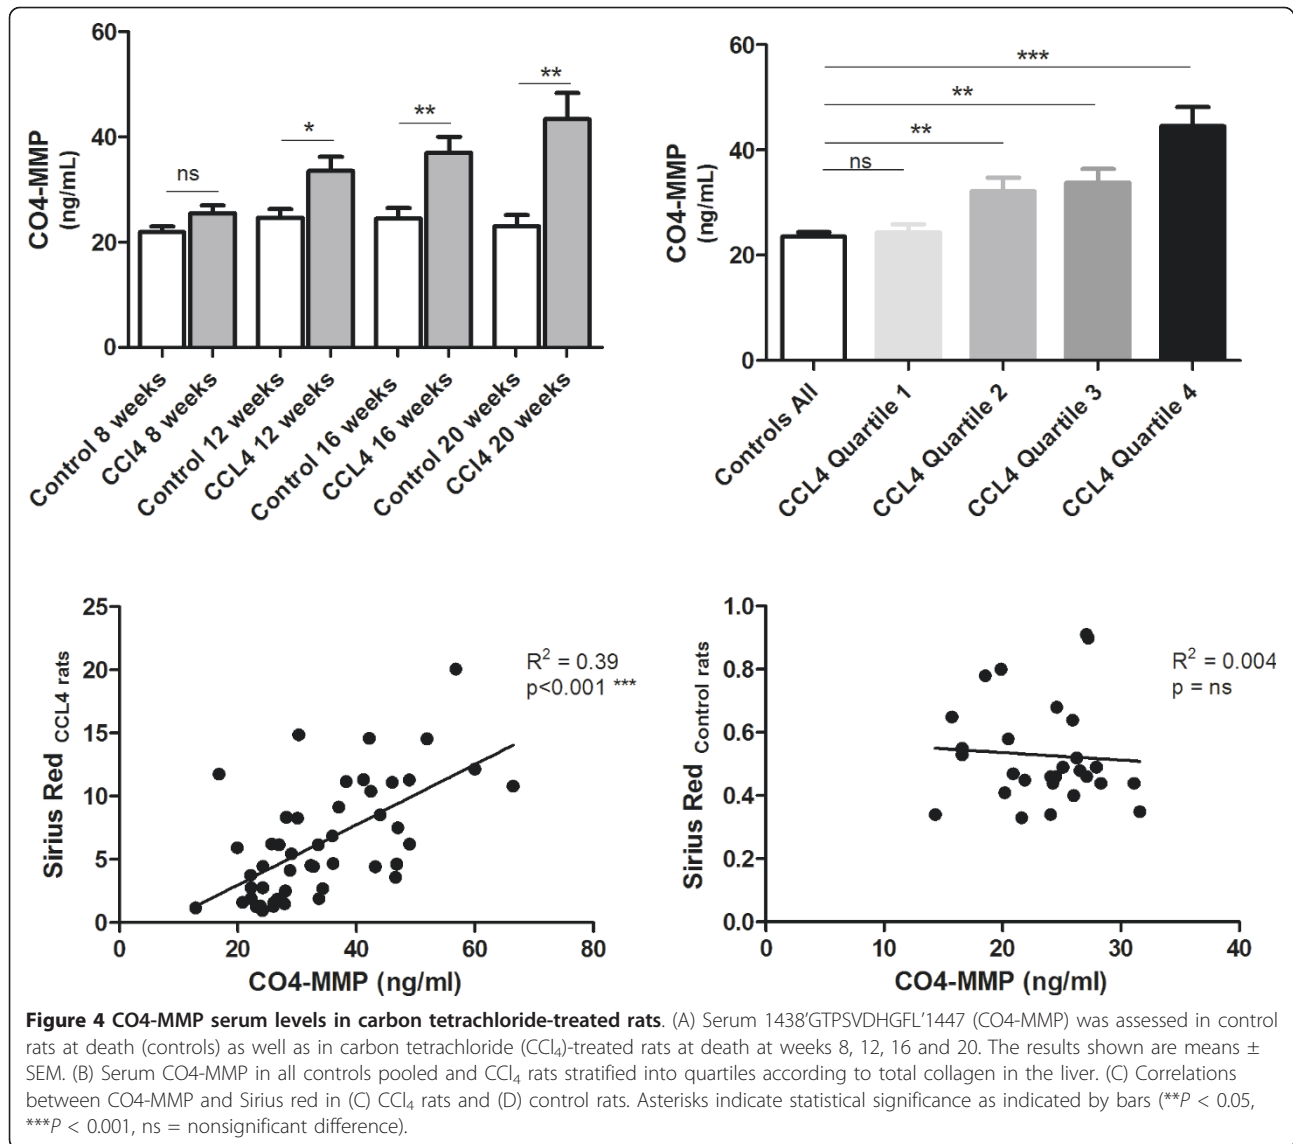 60
40
20
0
CO4-MMP
(ng/mL)
ns
*
**
**
Control 8 weeks
CCl4 8 weeks
Control 12 weeks
CCL4 12 weeks
Control 16 weeks
CCL4 16 weeks
Control 20 weeks
CCl4 20 weeks
60
40
20
0
CO4-MMP
(ng/mL)
***
**
**
ns
Controls All
CCL4 Quartile 1
CCL4 Quartile 2
CCL4 Quartile 3
CCL4 Quartile 4
25
20
15
10
5
0
Sirius Red CCL4 rats
R² = 0.39
p<0.001 ***
0 20 40 60 80
CO4-MMP (ng/ml)
1.0
0.8
0.6
0.4
0.2
0.0
Sirius Red Control rats
R² = 0.004
p = ns
0 10 20 30 40
CO4-MMP (ng/ml)
Figure 4 CO4-MMP serum levels in carbon tetrachloride-treated rats. (A) Serum 1438'GTPSVDHGFL'1447 (CO4-MMP) was assessed in control
rats at death (controls) as well as in carbon tetrachloride (CCl₄)-treated rats at death at weeks 8, 12, 16 and 20. The results shown are means ±
SEM. (B) Serum CO4-MMP in all controls pooled and CCl₄ rats stratified into quartiles according to total collagen in the liver. (C) Correlations
between CO4-MMP and Sirius red in (C) CCl₄ rats and (D) control rats. Asterisks indicate statistical significance as indicated by bars (**P < 0.05,
***P < 0.001, ns = nonsignificant difference).